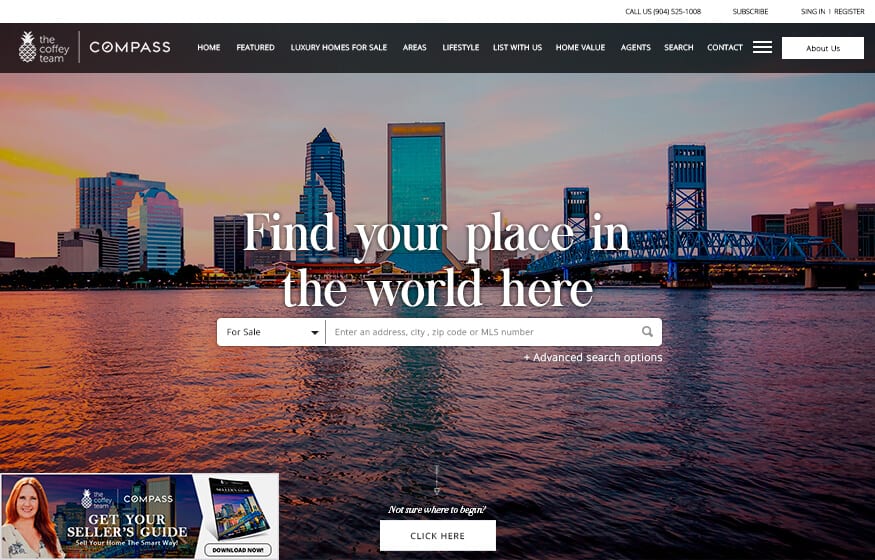 CALL US (904) 525-1008 SUBSCRIBE SING IN | REGISTER
the coffey team COMPASS HOME FEATURED LUXURY HOMES FOR SALE AREAS LIFESTYLE LIST WITH US HOME VALUE AGENTS SEARCH CONTACT About Us
Find your place in
the world here
For Sale Enter an address, city , zip code or MLS number
+ Advanced search options
the coffey team COMPASS
GET YOUR
SELLER'S GUIDE
Sell Your Home The Smart Way!
SELLER'S GUIDE
DOWNLOAD NOW!
Not sure where to begin?
CLICK HERE